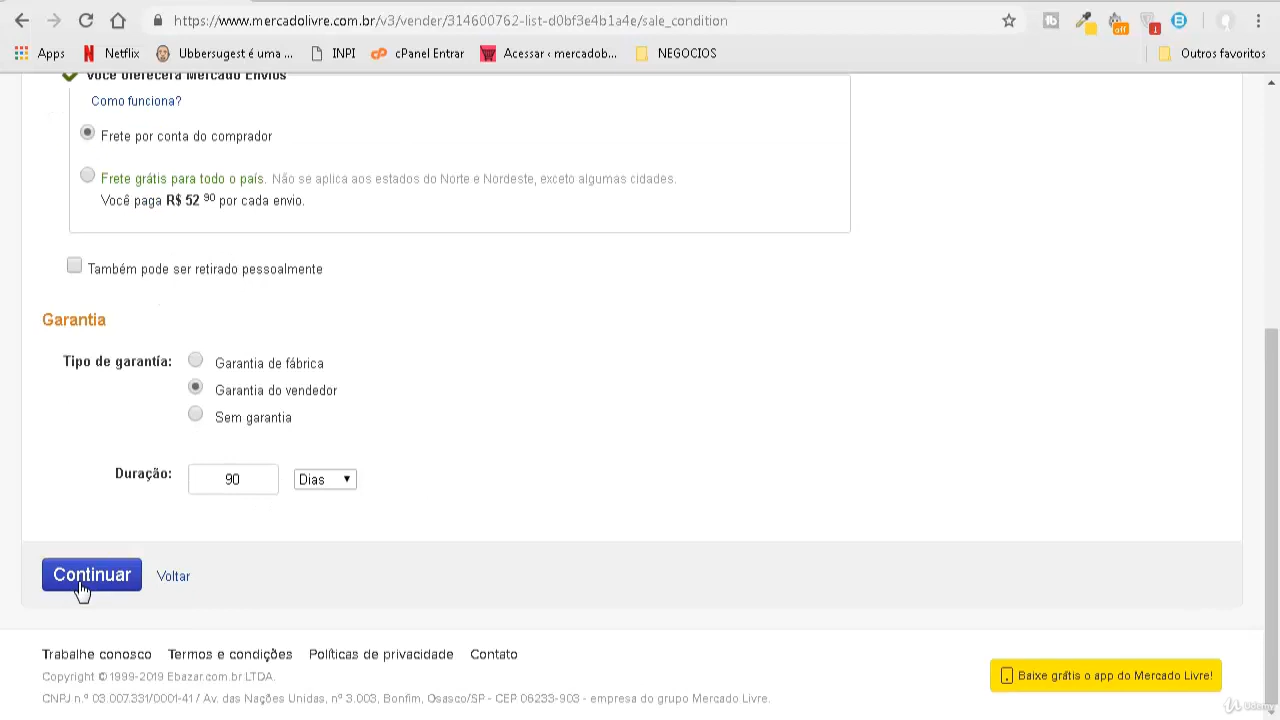 https://www.mercadolivre.com.br/v3/vender/314600762-list-d0bf3e4b1a4e/sale_condition
off 1
Apps Netflix Ubbersugest é uma ... INPI cPanel Entrar Acessar ‹ mercadob... NEGOCIOS Outros favoritos
Você oferecerá Mercado Envios
Como funciona?
Frete por conta do comprador
Frete grátis para todo o país. Não se aplica aos estados do Norte e Nordeste, exceto algumas cidades.
Você paga R$ 52 90 por cada envio.
Também pode ser retirado pessoalmente
Garantia
Tipo de garantía: Garantia de fábrica
Garantia do vendedor
Sem garantia
Duração: 90 Dias
Continuar Voltar
Trabalhe conosco Termos e condições Políticas de privacidade Contato
Copyright © 1999-2019 Ebazar.com.br LTDA.
Baixe grátis o app do Mercado Livre!
CNPJ n.º 03.007.331/0001-41 / Av. das Nações Unidas, nº 3.003, Bonfim, Osasco/SP - CEP 06233-903 - empresa do grupo Mercado Livre.
Udemy